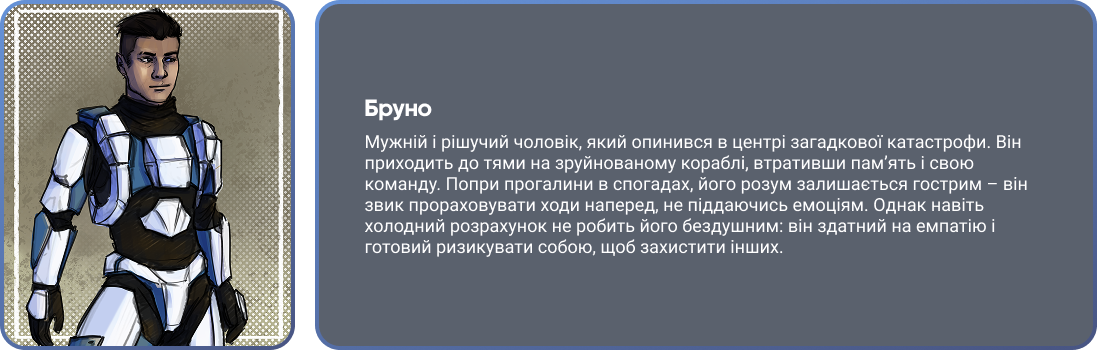 Бруно
Мужній і рішучий чоловік, який опинився в центрі загадкової катастрофи. Він
приходить до тями на зруйнованому кораблі, втративши пам’ять і свою
команду. Попри прогалини в спогадах, його розум залишається гострим – він
звик прораховувати ходи наперед, не піддаючись емоціям. Однак навіть
холодний розрахунок не робить його бездушним: він здатний на емпатію і
готовий ризикувати собою, щоб захистити інших.